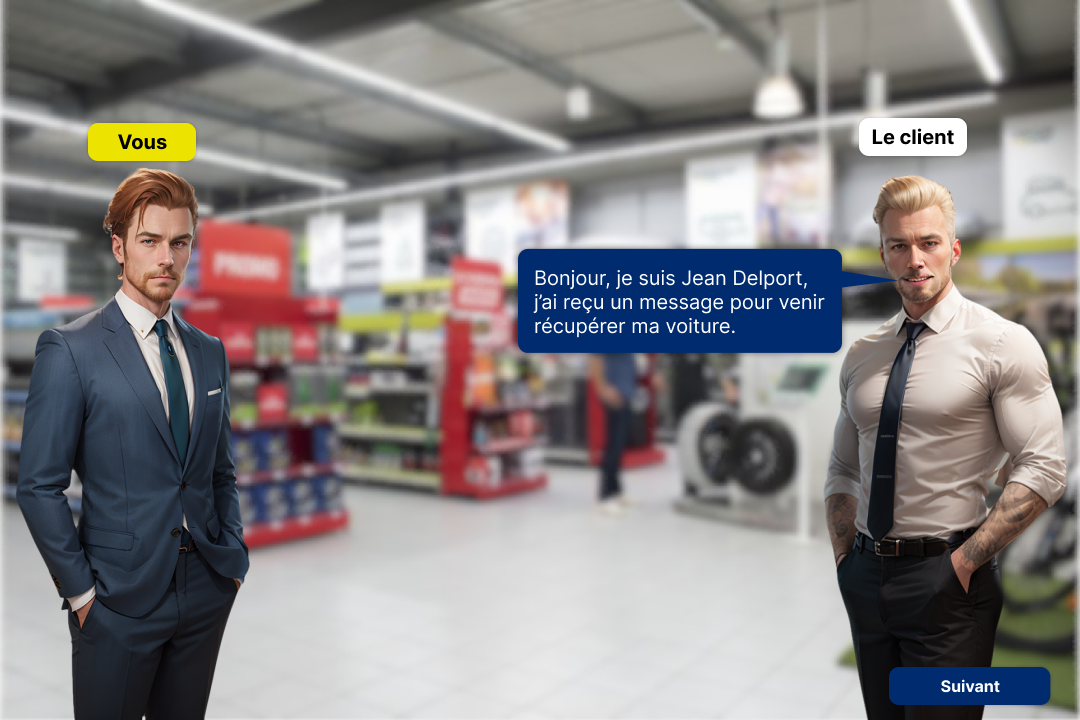 Vous
Le client
Bonjour, je suis Jean Delport,
j'ai reçu un message pour venir
récupérer ma voiture.
PROMO
Suivant